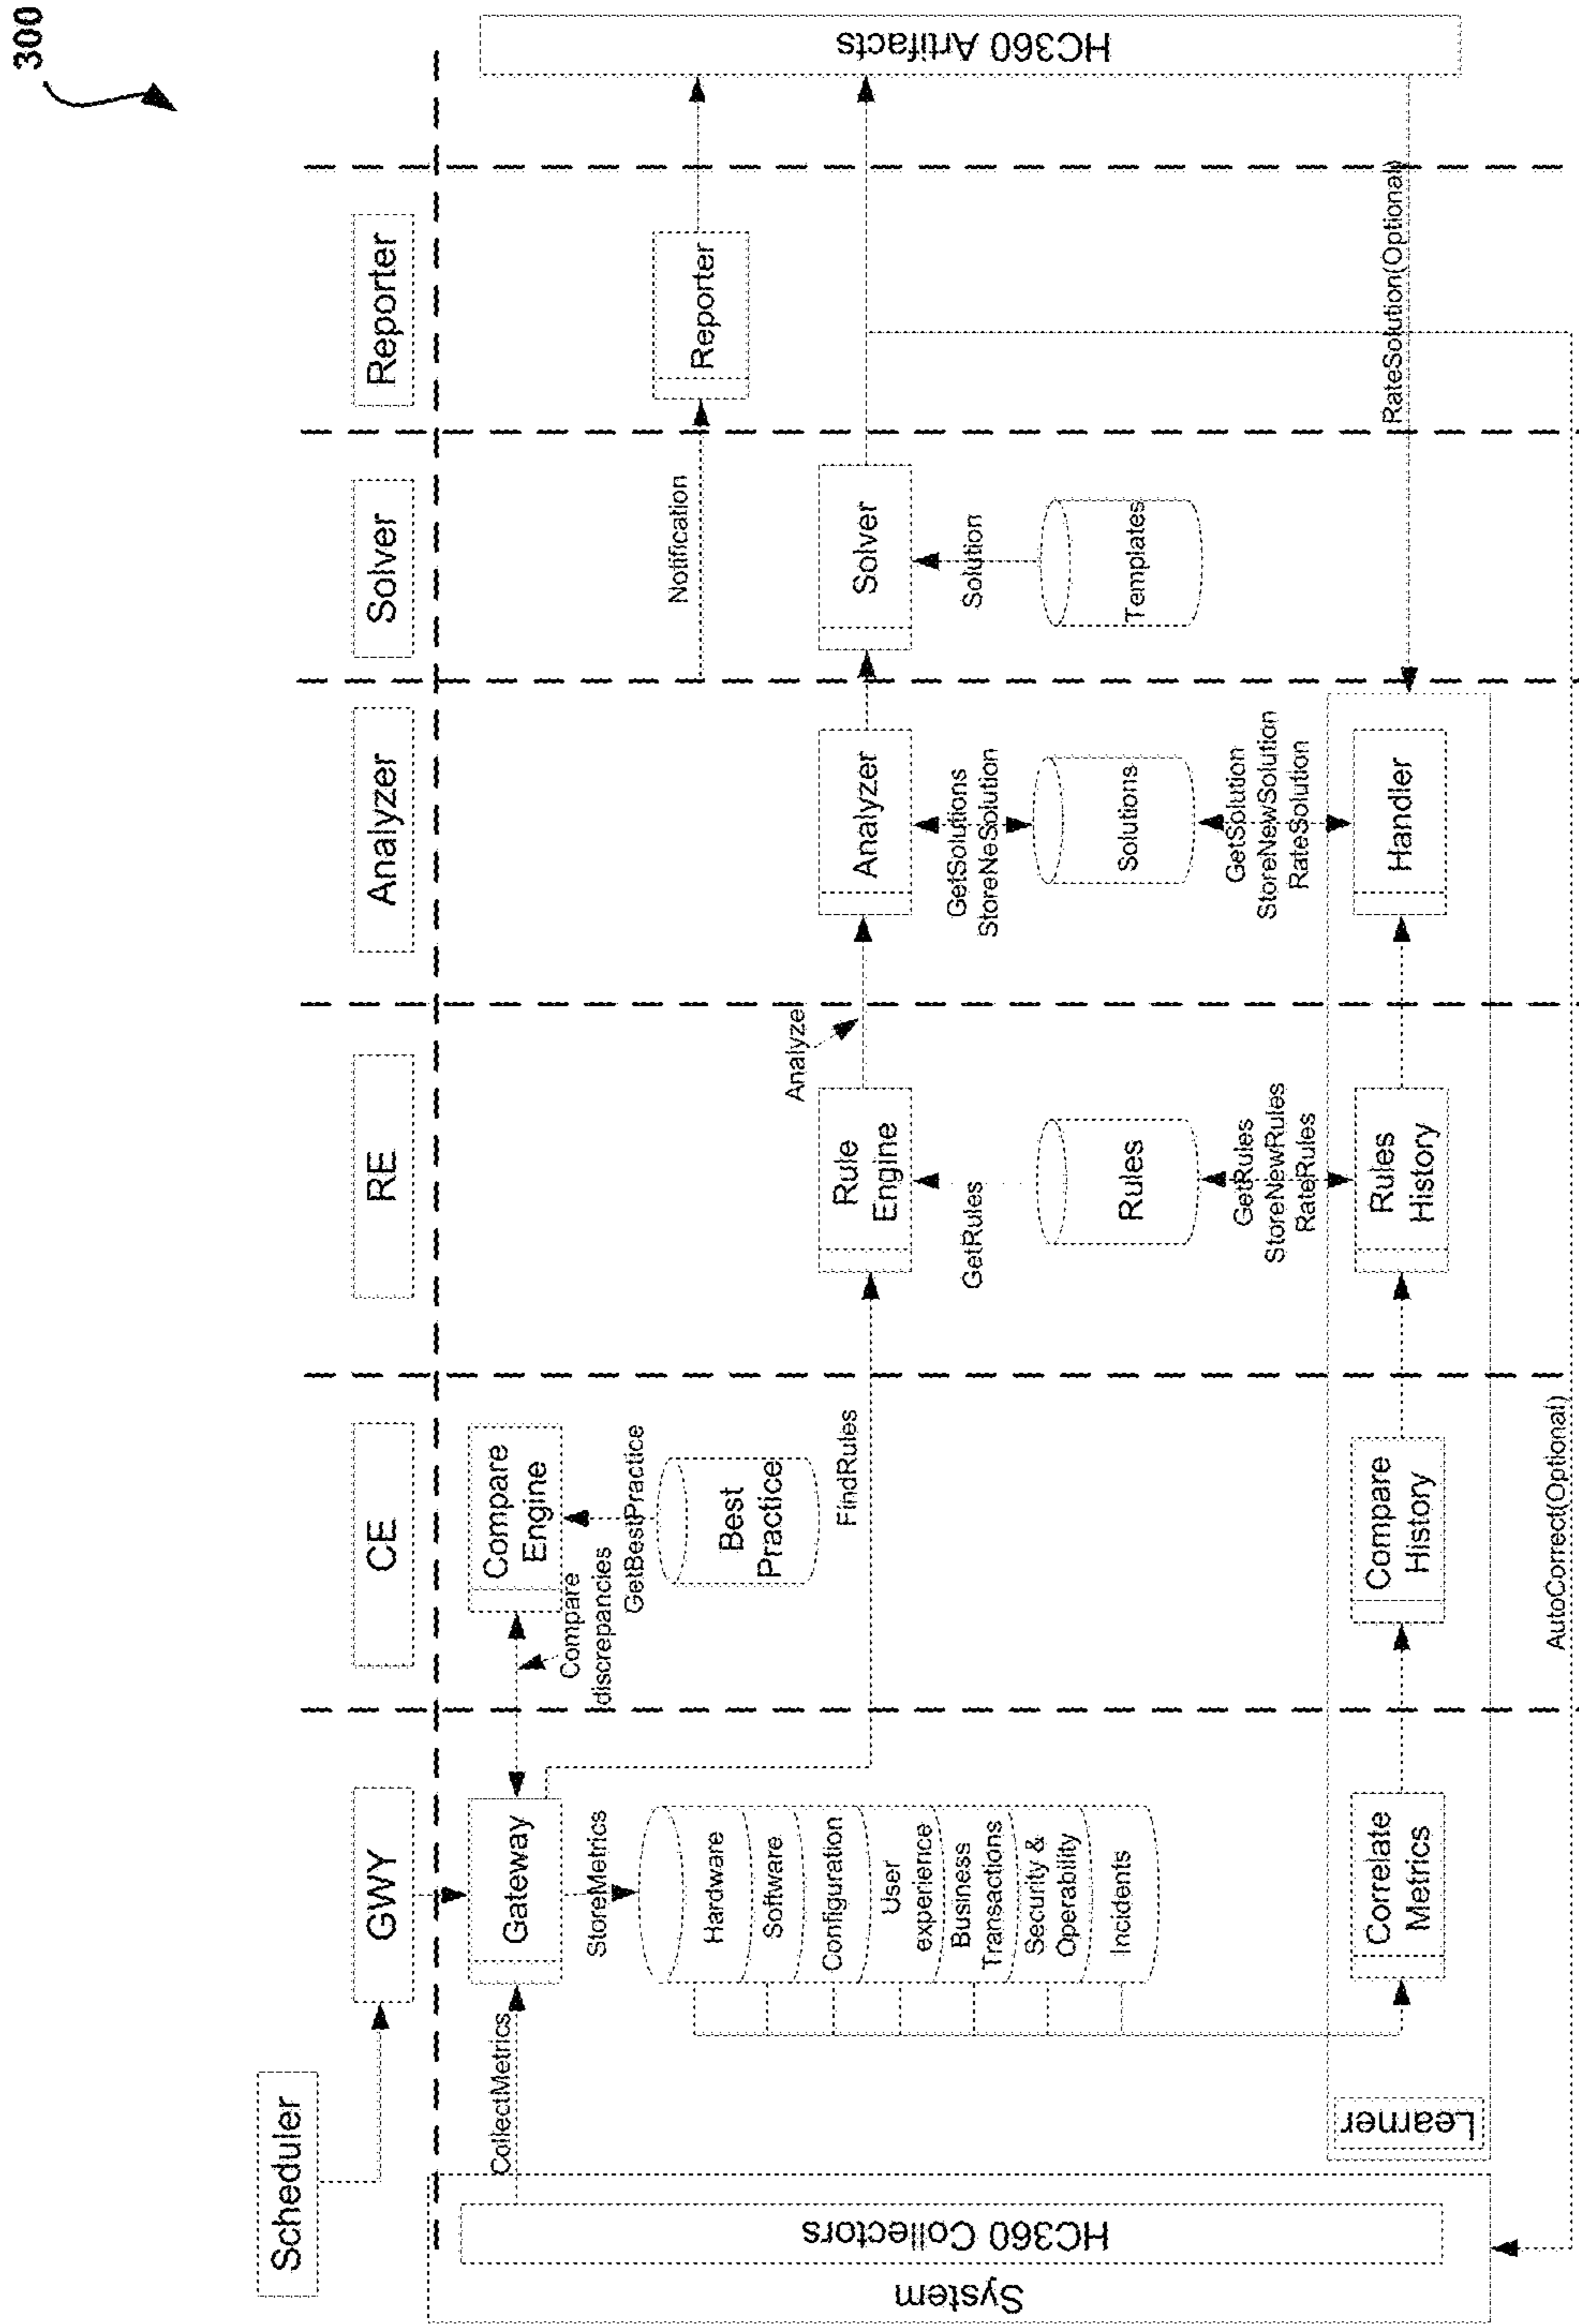 300
Scheduler
GWY
CE
RE
Analyzer
Solver
Reporter
System
HC360 Collectors
CollectMetrics
Gateway
Compare
discrepancies
Compare
Engine
GetBestPractice
Best
Practice
StoreMetrics
Hardware
Software
Configuration
User
experience
Business
Transactions
Security &
Operability
Incidents
FindRules
Rule
Engine
Analyze
GetRules
Rules
GetRules
StoreNewRules
RateRules
Analyzer
GetSolutions
StoreNeSolution
Solutions
GetSolution
StoreNewSolution
RateSolution
Notification
Solver
Solution
Templates
Reporter
HC360 Artifacts
RateSolution(Optional)
Learner
Correlate
Metrics
Compare
History
Rules
History
Handler
AutoCorrect(Optional)